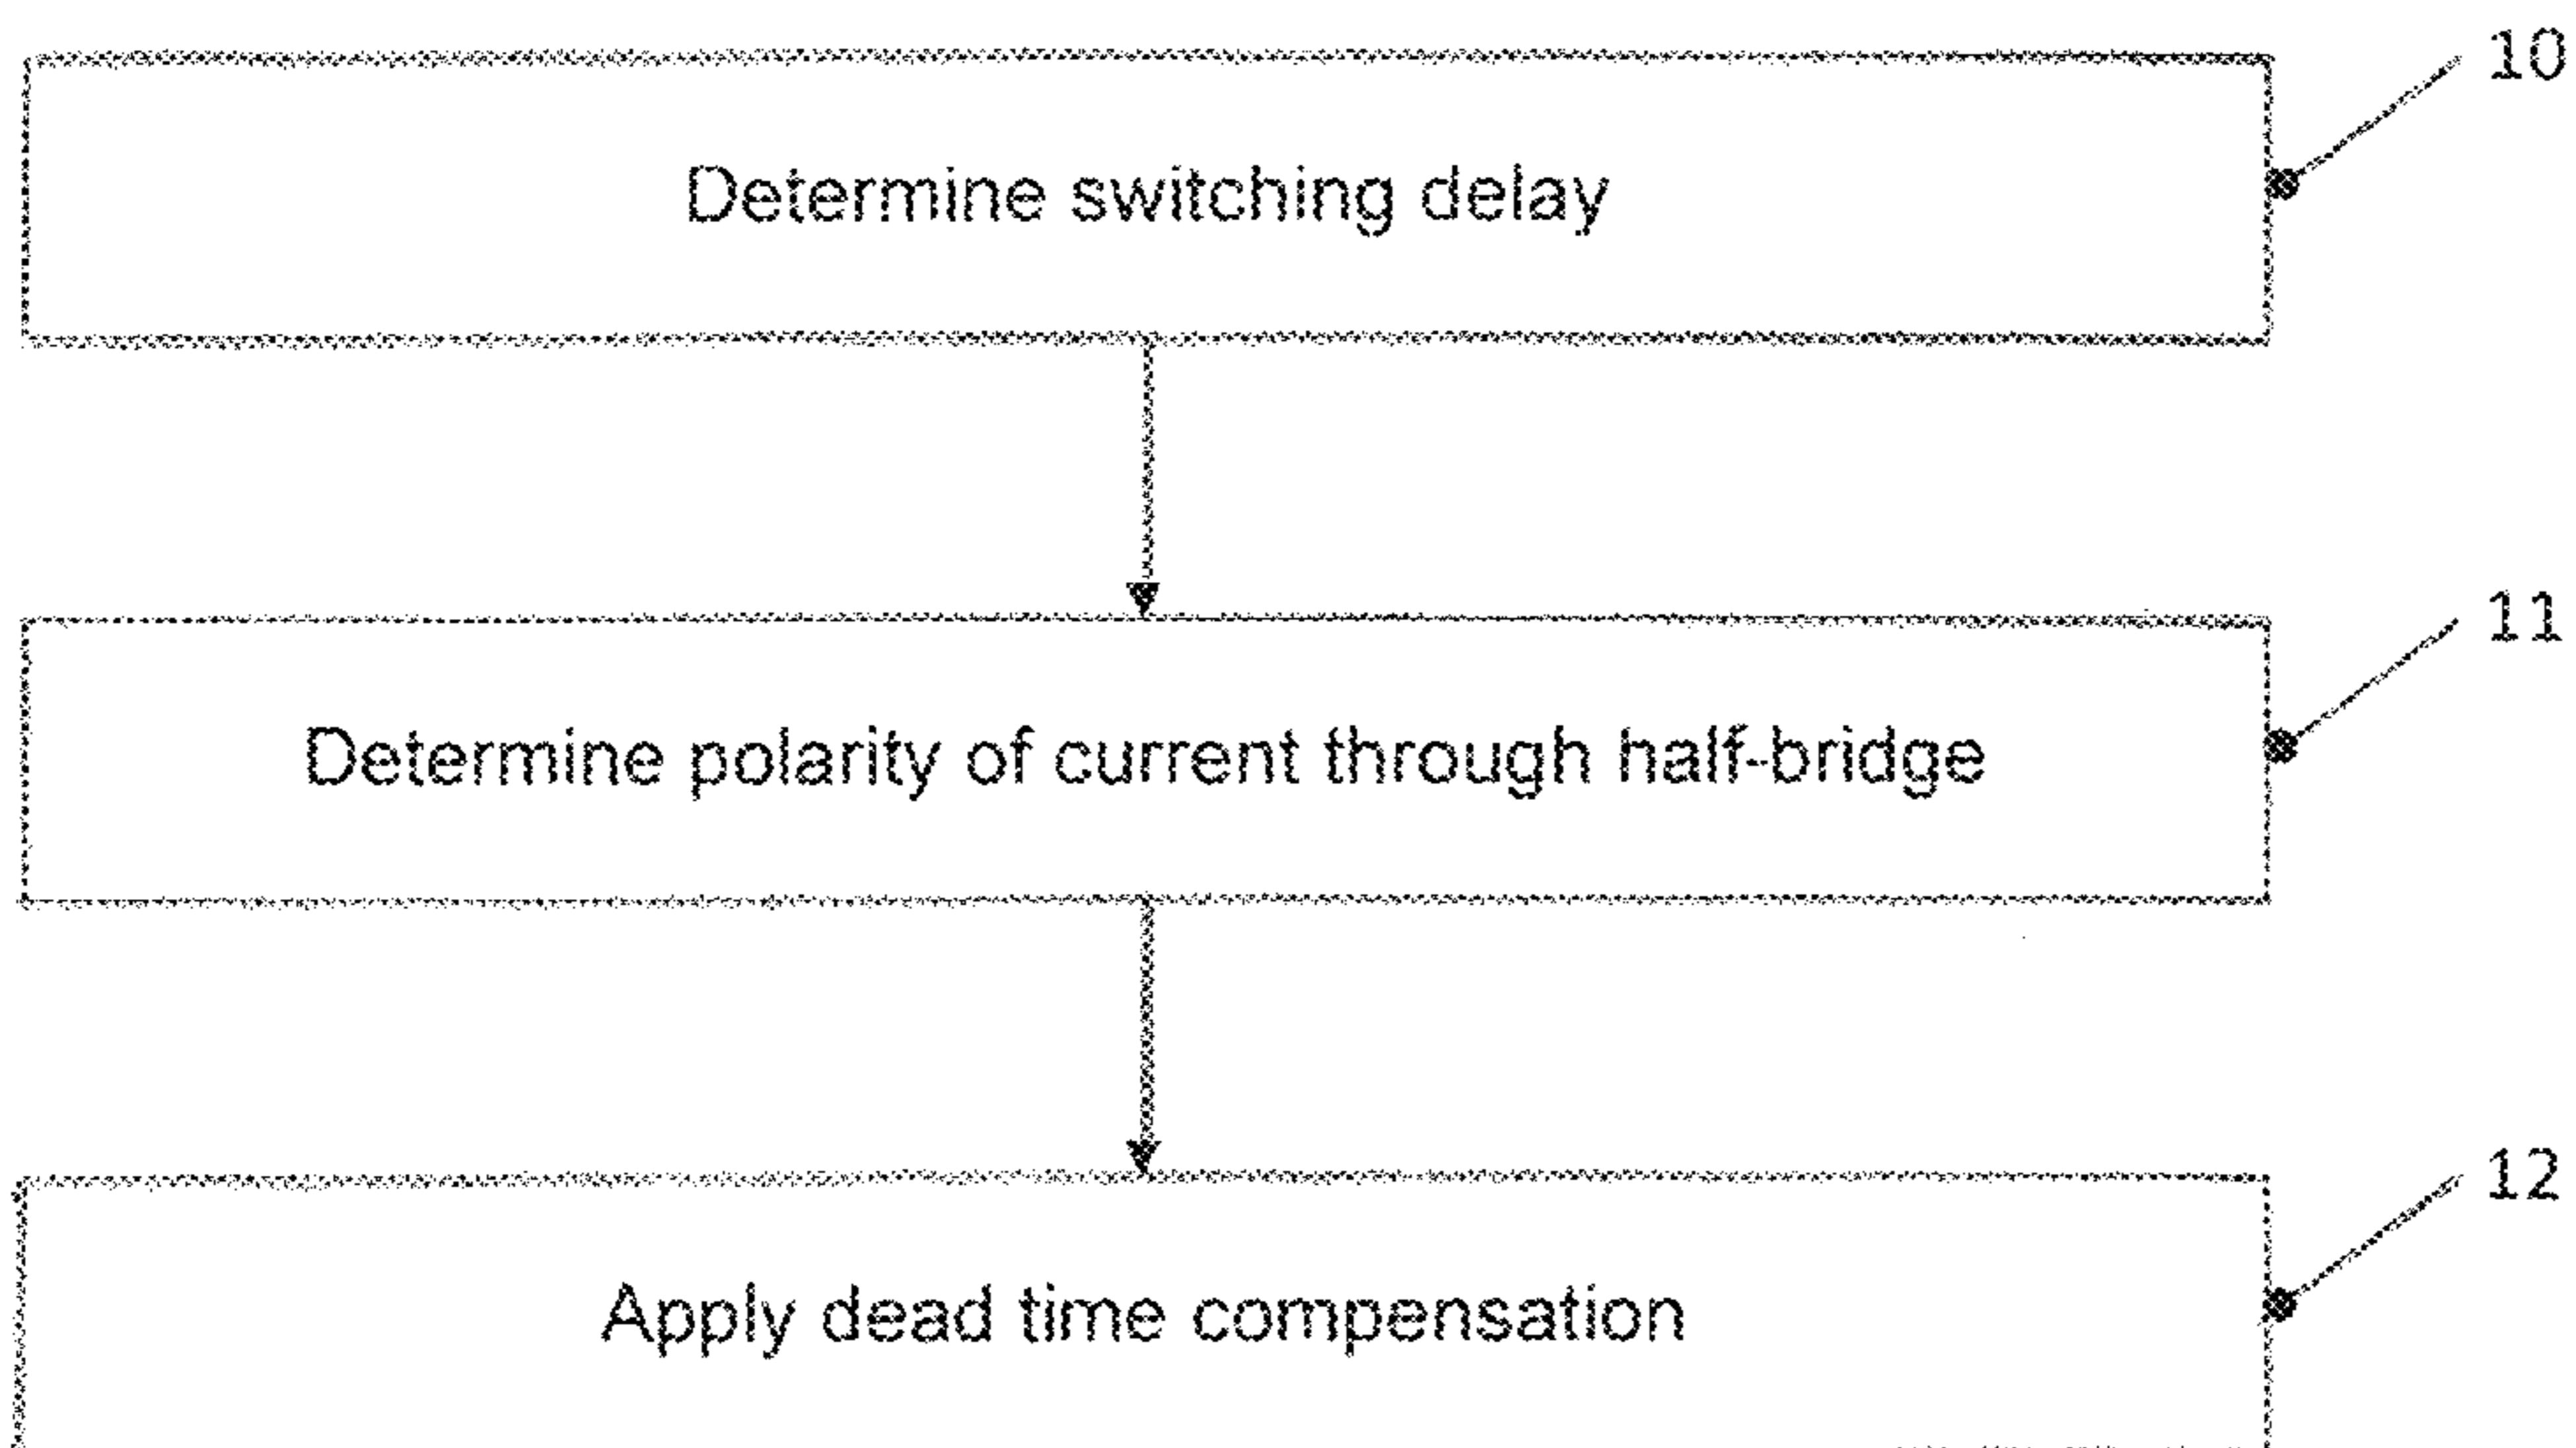 10
Determine switching delay
11
Determine polarity of current through half-bridge
12
Apply dead time compensation